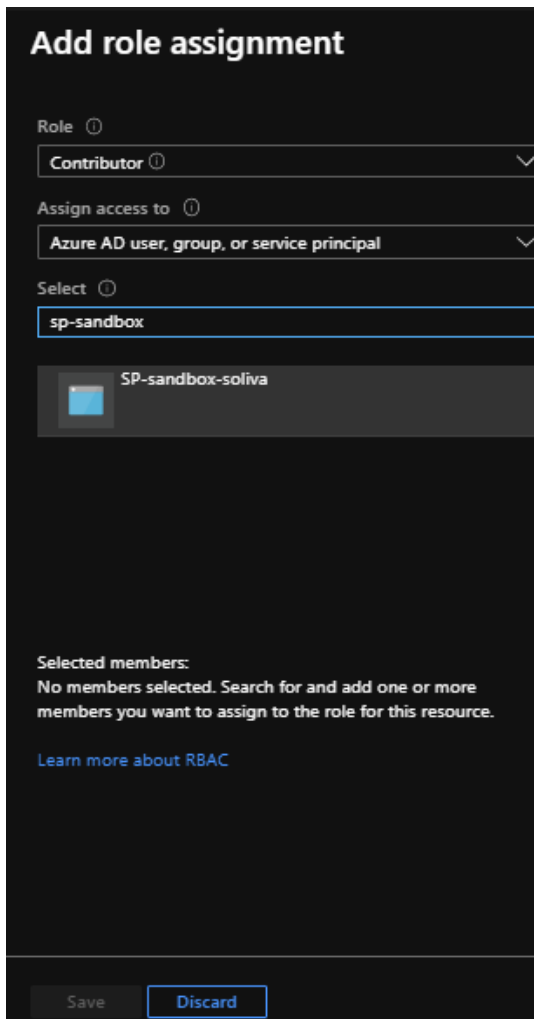 Add role assignment
Role
Contributor
Assign access to
Azure AD user, group, or service principal
Select
sp-sandbox
SP-sandbox-soliva
Selected members:
No members selected. Search for and add one or more
members you want to assign to the role for this resource.
Learn more about RBAC
Save
Discard